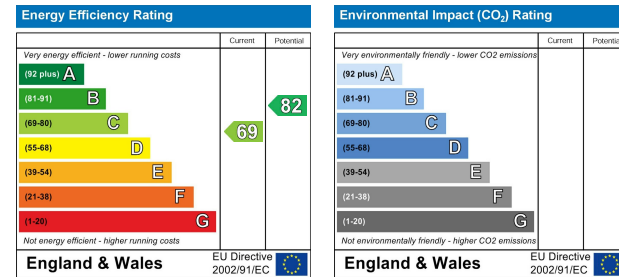 Energy Efficiency Rating
Current Potential
Very energy efficient - lower running costs
(92 plus) A
(81-91) B
82
(69-80) C
69
(55-68) D
(39-54) E
(21-38) F
(1-20) G
Not energy efficient - higher running costs
England & Wales
EU Directive
2002/91/EC
Environmental Impact (CO2) Rating
Current Potential
Very environmentally friendly - lower CO2 emissions
(92 plus) A
(81-91) B
(69-80) C
(55-68) D
(39-54) E
(21-38) F
(1-20) G
Not environmentally friendly - higher CO2 emissions
England & Wales
EU Directive
2002/91/EC